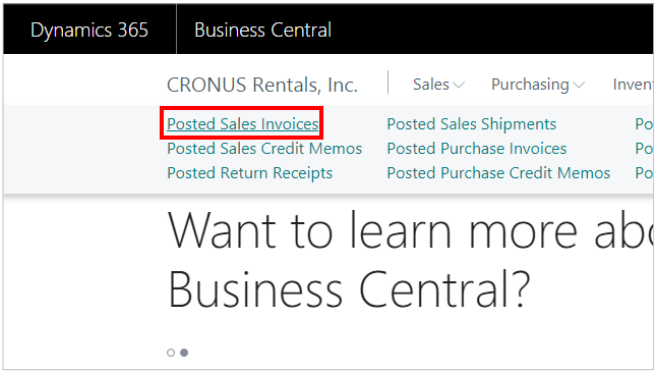 Dynamics 365 Business Central
CRONUS Rentals, Inc. Sales Purchasing
Posted Sales Invoices Posted Sales Shipments
Posted Sales Credit Memos Posted Purchase Invoices
Posted Return Receipts Posted Purchase Credit Memos
Want to learn more
Business Central?